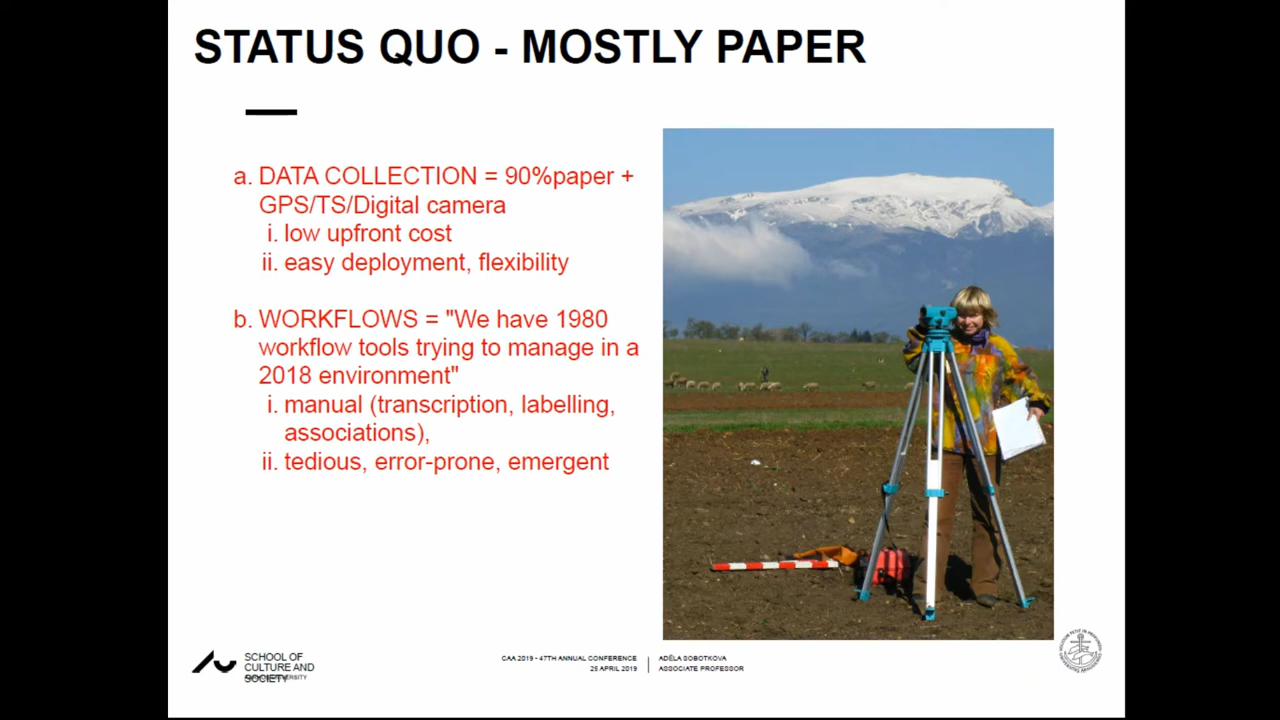 STATUS QUO - MOSTLY PAPER
a. DATA COLLECTION = 90%paper +
GPS/TS/Digital camera
i. low upfront cost
ii. easy deployment, flexibility
b. WORKFLOWS = "We have 1980
workflow tools trying to manage in a
2018 environment"
i. manual (transcription, labelling,
associations),
ii. tedious, error-prone, emergent
SCHOOL OF
CULTURE AND
SOCIETY
CAA 2019 - 47TH ANNUAL CONFERENCE
25 APRIL 2019
ADÉLA SOBOTKOVA
ASSOCIATE PROFESSOR